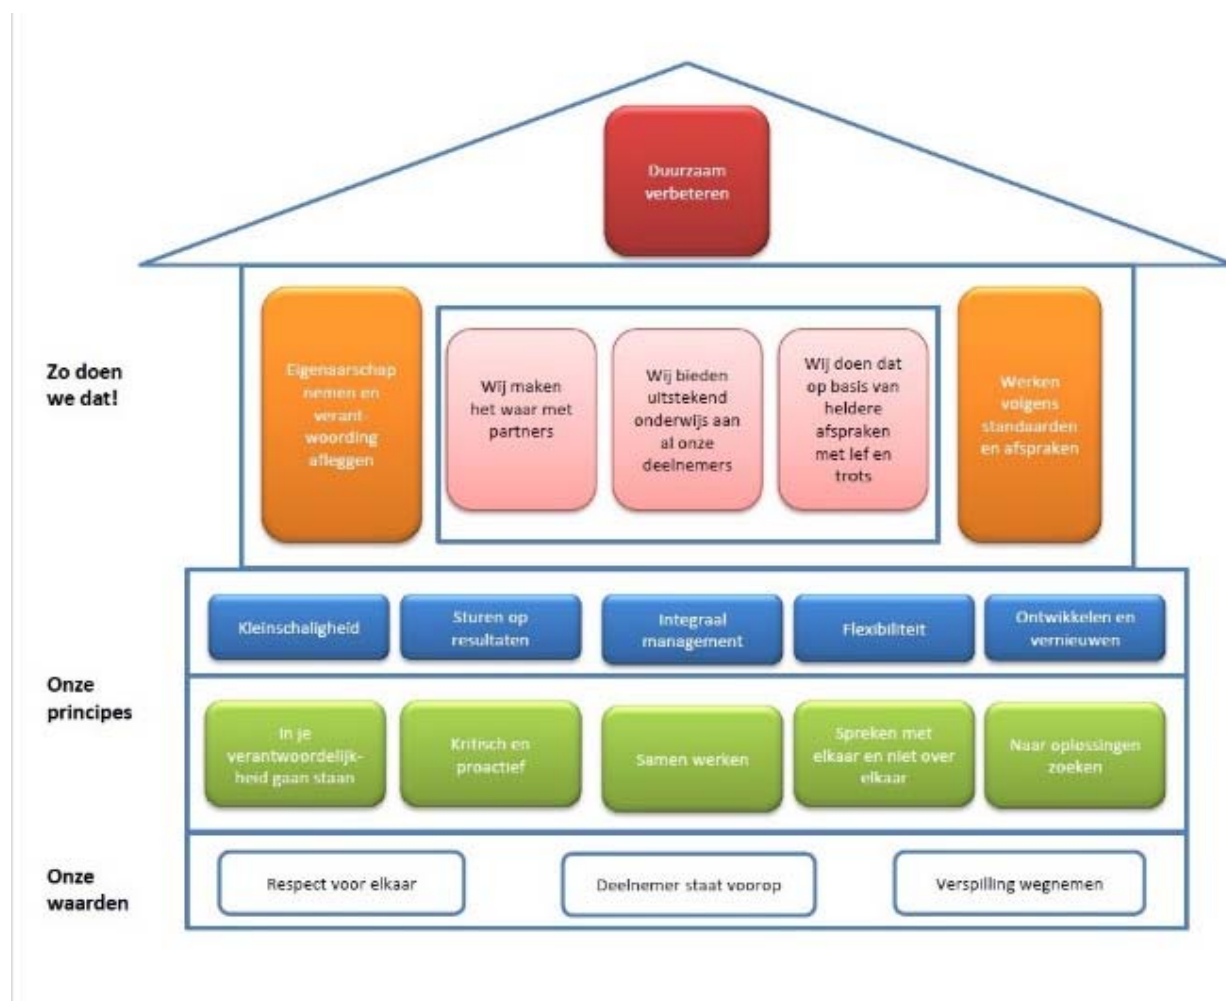 Duurzaam
verbeteren
Zo doen
we dat!
Eigenaarschap
nemen en
verant-
woording
afleggen
Wij maken
het waar met
partners
Wij bieden
uitstekend
onderwijs aan
al onze
deelnemers
Wij doen dat
op basis van
heldere
afspraken
met lef en
trots
Werken
volgens
standaarden
en afspraken
Onze
principes
Kleinschaligheid
Sturen op
resultaten
Integraal
management
Flexibiliteit
Ontwikkelen en
vernieuwen
In je
verantwoordelijk-
heid gaan staan
Kritisch en
proactief
Samen werken
Spreken met
elkaar en niet over
elkaar
Naar oplossingen
zoeken
Onze
waarden
Respect voor elkaar
Deelnemer staat voorop
Verspilling wegnemen